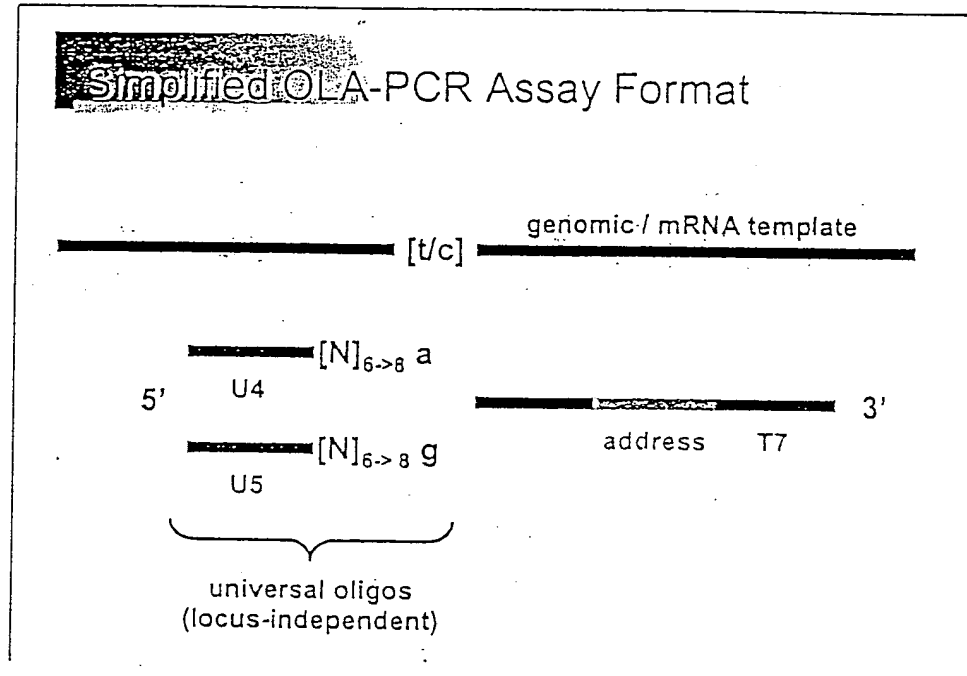 Simplified OLA-PCR Assay Format
genomic / mRNA template
[t/c]
[N]6->8 a
U4
5' 3'
address T7
[N]6->8 g
U5
universal oligos
(locus-independent)